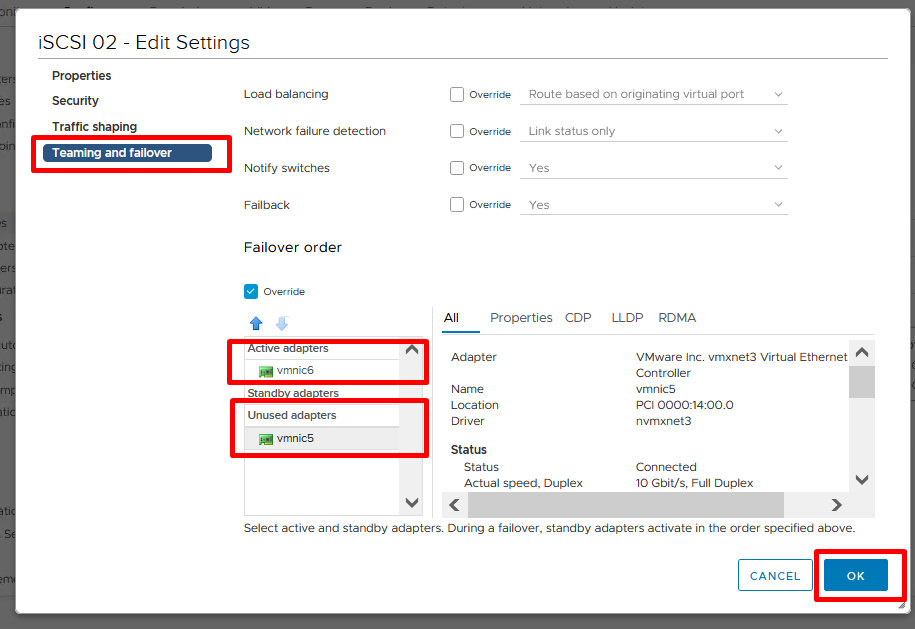 iSCSI 02 - Edit Settings
Properties
Security
Traffic shaping
Teaming and failover
Load balancing Override Route based on originating virtual port
Network failure detection Override Link status only
Notify switches Override Yes
Failback Override Yes
Failover order
Override
All Properties CDP LLDP RDMA
Active adapters
vmnic6
Standby adapters
Unused adapters
vmnic5
Adapter VMware Inc. vmxnet3 Virtual Ethernet
Controller
Name vmnic5
Location PCI 0000:14:00.0
Driver nvmxnet3
Status
Status Connected
Actual speed, Duplex 10 Gbit/s, Full Duplex
Select active and standby adapters. During a failover, standby adapters activate in the order specified above.
CANCEL OK